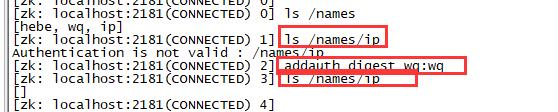 [zk: localhost:2181(CONNECTED) 0]
[zk: localhost:2181(CONNECTED) 0] ls /names
[hebe, wq, ip]
[zk: localhost:2181(CONNECTED) 1] ls /names/ip
Authentication is not valid : /names/ip
[zk: localhost:2181(CONNECTED) 2] addauth digest wq:wq
[zk: localhost:2181(CONNECTED) 3] ls /names/ip
[]
[zk: localhost:2181(CONNECTED) 4]